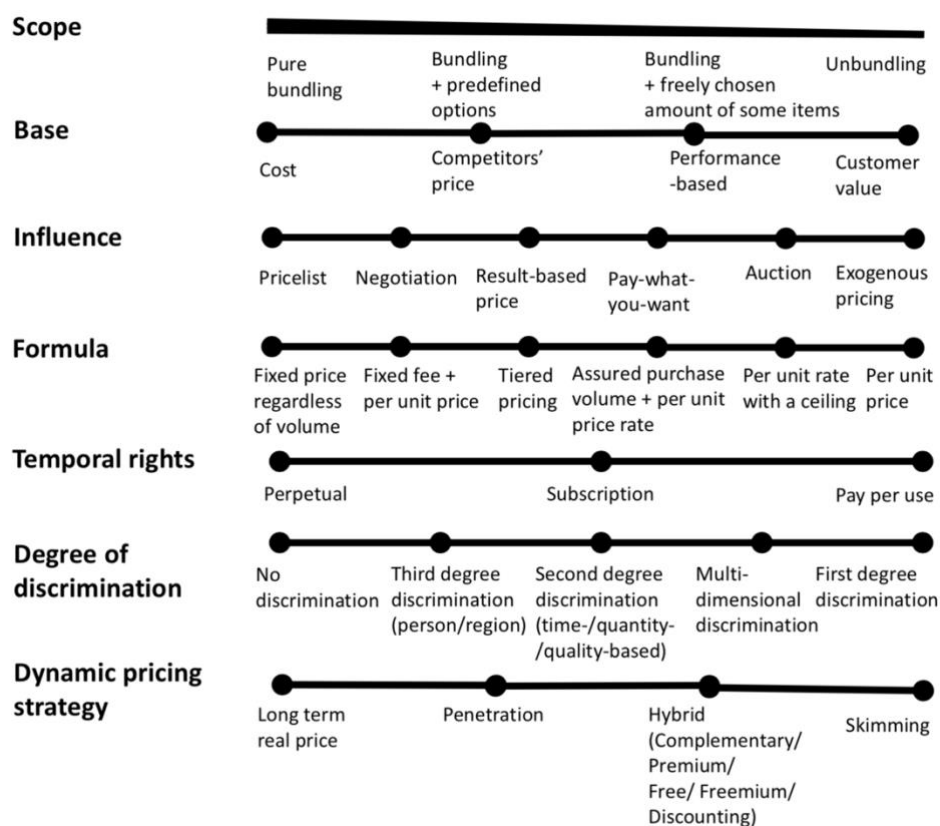 Scope
Pure
bundling
Bundling
+ predefined
options
Bundling
+ freely chosen
amount of some items
Unbundling
Base
Cost
Competitors'
price
Performance
-based
Customer
value
Influence
Pricelist
Negotiation
Result-based
price
Pay-what-
you-want
Auction
Exogenous
pricing
Formula
Fixed price
regardless
of volume
Fixed fee +
per unit price
Tiered
pricing
Assured purchase
volume + per unit
price rate
Per unit rate
with a ceiling
Per unit
price
Temporal rights
Perpetual
Subscription
Pay per use
Degree of
discrimination
No
discrimination
Third degree
discrimination
(person/region)
Second degree
discrimination
(time-/quantity-
/quality-based)
Multi-
dimensional
discrimination
First degree
discrimination
Dynamic pricing
strategy
Long term
real price
Penetration
Hybrid
(Complementary/
Premium/
Free/ Freemium/
Discounting)
Skimming